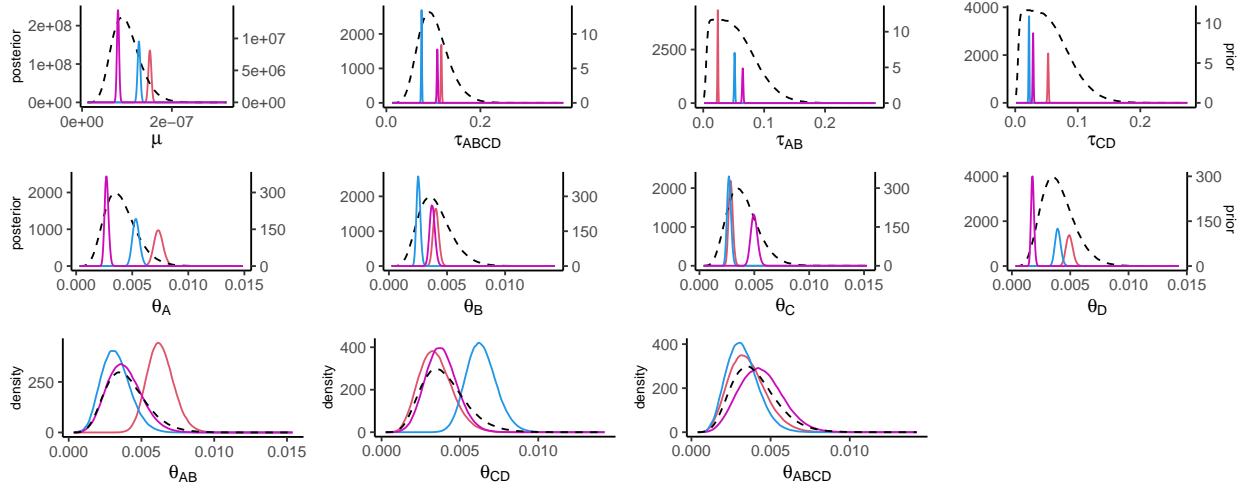 posterior
2e+08
1e+08
0e+00
1e+07
5e+06
0e+00
0e+00 2e-07
μ
2000
1000
0
10
5
0
0.0 0.2
τABCD
2500
0
10
5
0
0.0 0.1 0.2
τAB
4000
2000
0
10
5
0
prior
0.0 0.1 0.2
τCD
posterior
2000
1000
0
300
150
0
0.000 0.005 0.010 0.015
θA
2000
1000
0
300
150
0
0.000 0.005 0.010
θB
2000
1000
0
300
150
0
0.000 0.005 0.010 0.015
θC
4000
2000
0
300
150
0
prior
0.000 0.005 0.010 0.015
θD
density
250
0
0.000 0.005 0.010 0.015
θAB
density
400
200
0
0.000 0.005 0.010
θCD
density
400
200
0
0.000 0.005 0.010
θABCD